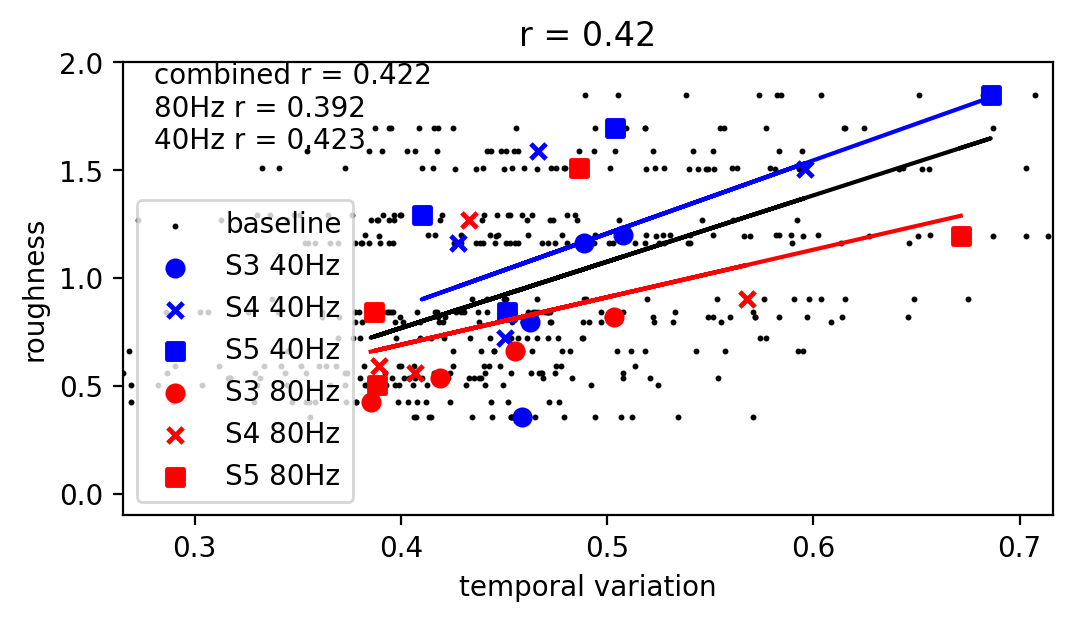 r = 0.42
combined r = 0.422
80Hz r = 0.392
40Hz r = 0.423
baseline
S3 40Hz
S4 40Hz
S5 40Hz
S3 80Hz
S4 80Hz
S5 80Hz
roughness
2.0
1.5
1.0
0.5
0.0
0.3 0.4 0.5 0.6 0.7
temporal variation